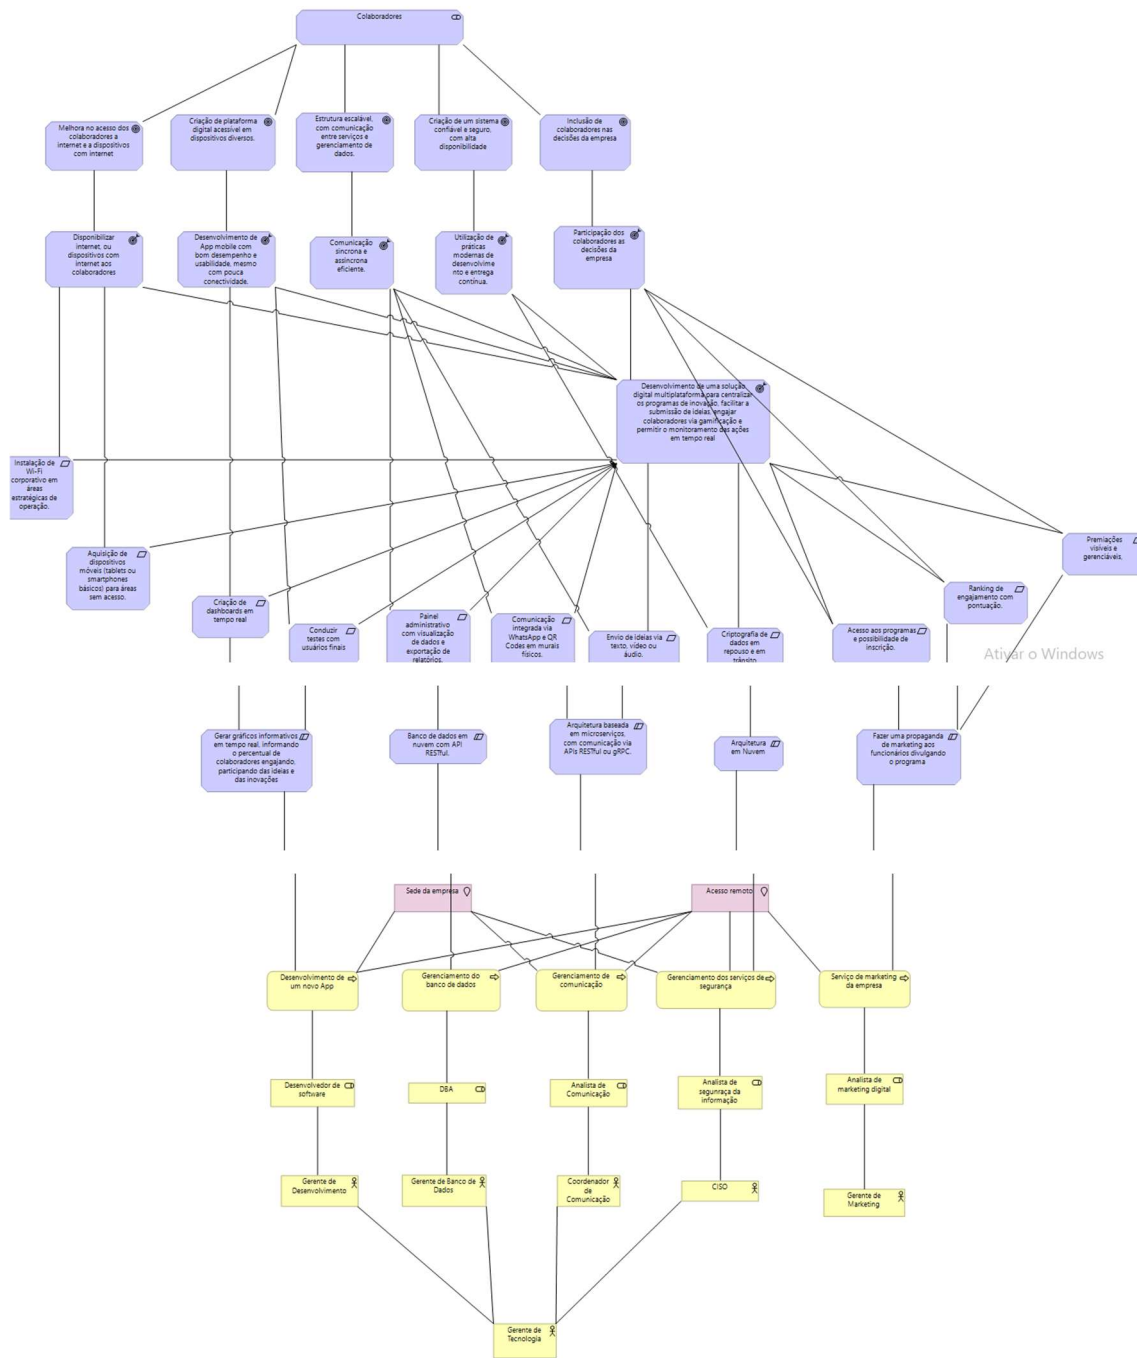 Colaboradores
Melhora no acesso dos
colaboradores a
internet e a dispositivos
com internet
Criação de plataforma
digital acessível em
dispositivos diversos.
Estrutura escalável,
com comunicação
entre serviços e
gerenciamento de
dados.
Criação de um sistema
confiável e seguro,
com alta
disponibilidade
Inclusão de
colaboradores nas
decisões da empresa
Disponibilizar
internet, ou
dispositivos com
internet aos
colaboradores
Desenvolvimento de
App mobile com
bom desempenho e
usabilidade, mesmo
com pouca
conectividade.
Comunicação
síncrona e
assíncrona
eficiente.
Utilização de
práticas
modernas de
desenvolvime
nto e entrega
contínua.
Participação dos
colaboradores as
decisões da
empresa
Desenvolvimento de uma solução
digital multiplataforma para centralizar
os programas de inovação, facilitar a
submissão de ideias, engajar
colaboradores via gamificação e
permitir o monitoramento das ações
em tempo real
Instalação de
Wi-Fi
corporativo em
áreas
estratégicas de
operação.
Aquisição de
dispositivos
móveis (tablets ou
smartphones
básicos) para áreas
sem acesso.
Criação de
dashboards em
tempo real
Conduzir
testes com
usuários finais
Painel
administrativo
com visualização
de dados e
exportação de
relatórios.
Comunicação
integrada via
WhatsApp e QR
Codes em murais
físicos.
Envio de ideias via
texto, vídeo ou
áudio.
Criptografia de
dados em
repouso e em
trânsito
Acesso aos programas
e possibilidade de
inscrição.
Ranking de
engajamento com
pontuação.
Premiações
visíveis e
gerenciáveis.
Ativar o Windows
Gerar gráficos informativos
em tempo real, informando
o percentual de
colaboradores engajando,
participando das ideias e
das inovações
Banco de dados em
nuvem com API
RESTful.
Arquitetura baseada
em microserviços,
com comunicação via
APIs RESTful ou gRPC.
Arquitetura
em Nuvem
Fazer uma propaganda
de marketing aos
funcionários divulgando
o programa
Sede da empresa
Acesso remoto
Desenvolvimento de
um novo App
Gerenciamento do
banco de dados
Gerenciamento de
comunicação
Gerenciamento dos serviços de
segurança
Serviço de marketing
da empresa
Desenvolvedor de
software
DBA
Analista de
Comunicação
Analista de
segunraça da
informação
Analista de
marketing digital
Gerente de
Desenvolvimento
Gerente de Banco de
Dados
Coordenador
de
Comunicação
CISO
Gerente de
Marketing
Gerente de
Tecnologia